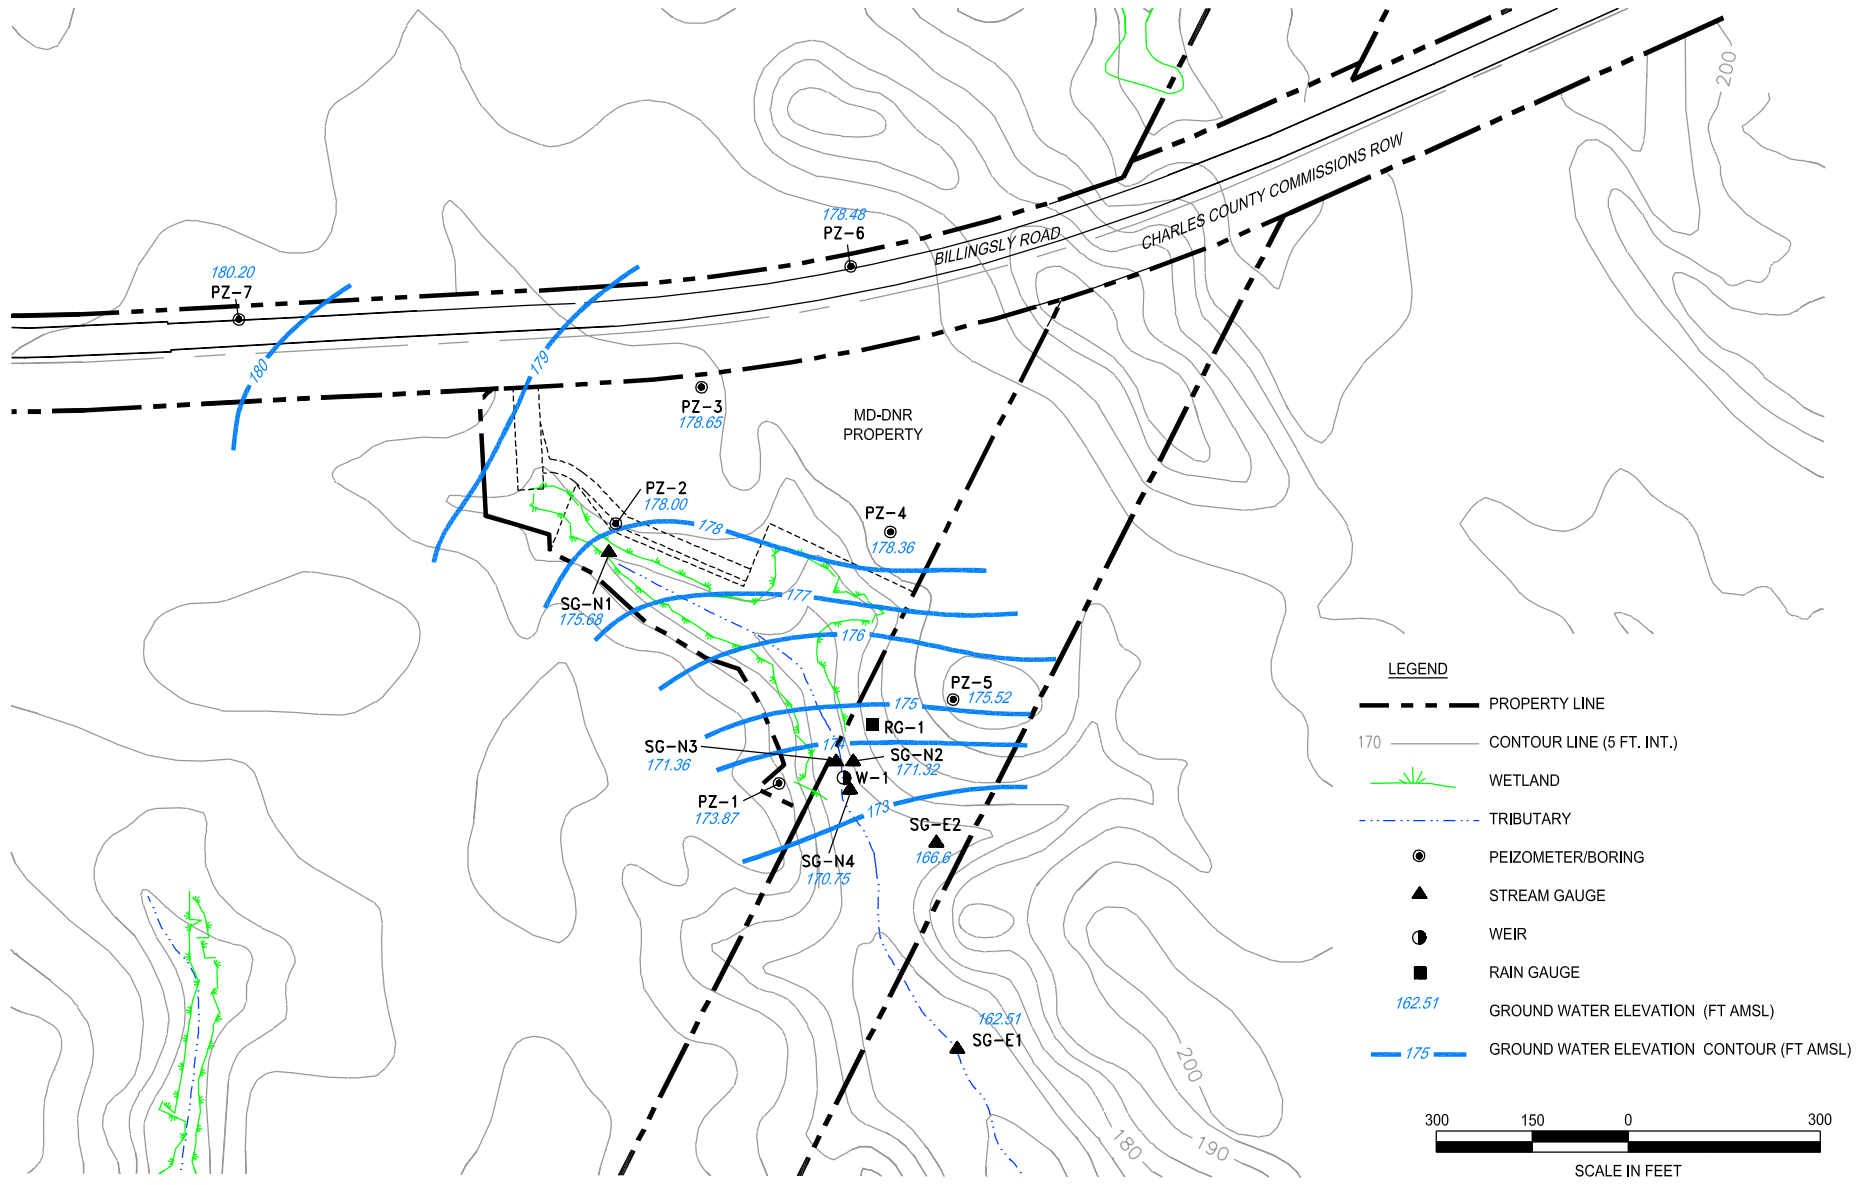 200
178.48
PZ-6
CHARLES COUNTY COMMISSIONS ROW
BILLINGSLY ROAD
180.20
PZ-7
180
179
PZ-3
178.65
MD-DNR
PROPERTY
PZ-2
178.00
178
PZ-4
178.36
SG-N1
175.68
177
176
PZ-5
175.52
175
RG-1
SG-N3
171.36
174
SG-N2
171.32
W-1
PZ-1
173.87
173
SG-E2
166.6
SG-N4
170.75
162.51
SG-E1
200
180
190
LEGEND
PROPERTY LINE
170
CONTOUR LINE (5 FT. INT.)
WETLAND
TRIBUTARY
PEIZOMETER/BORING
STREAM GAUGE
WEIR
RAIN GAUGE
162.51
GROUND WATER ELEVATION (FT AMSL)
175
GROUND WATER ELEVATION CONTOUR (FT AMSL)
300 150 0 300
SCALE IN FEET